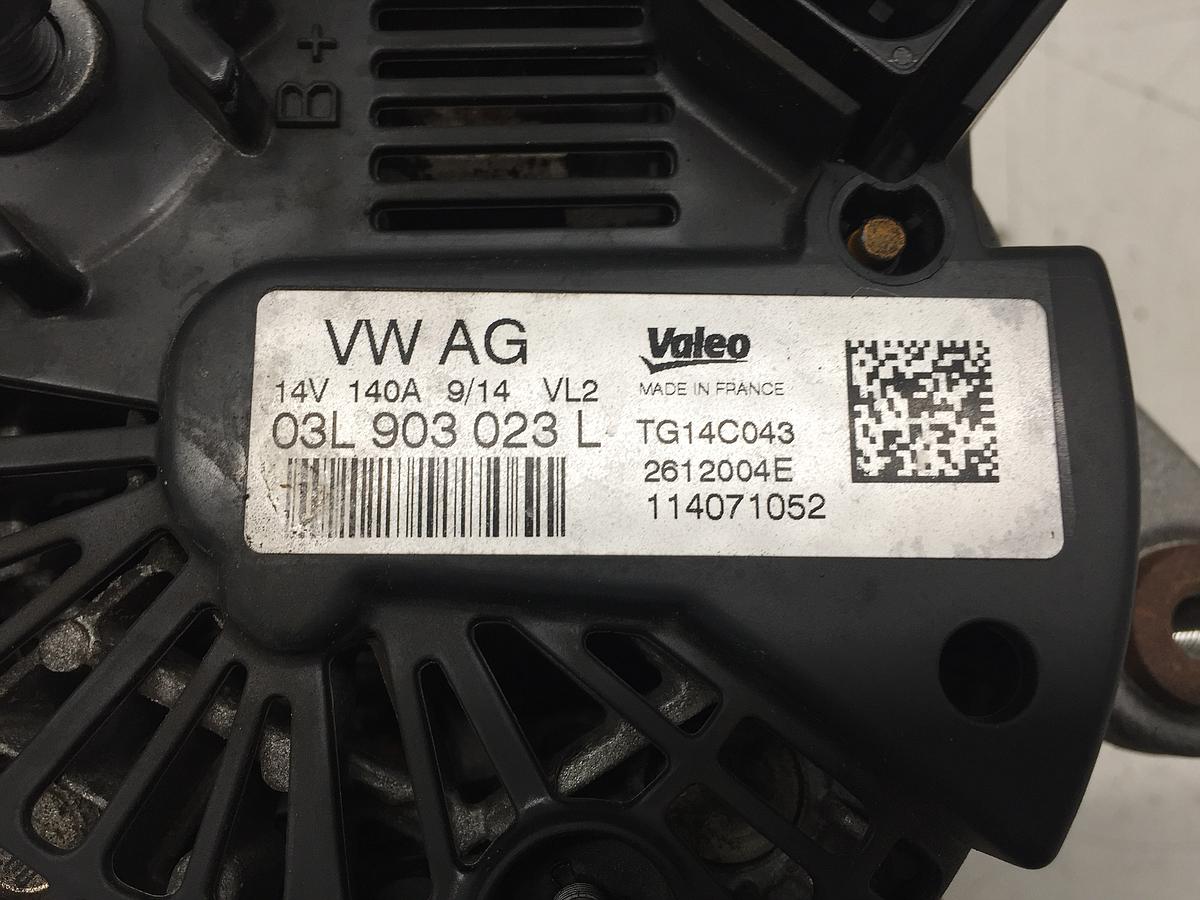 B+
VW AG
14V 140A 9/14 VL2
03L 903 023 L
Valeo
MADE IN FRANCE
TG14C043
2612004E
114071052